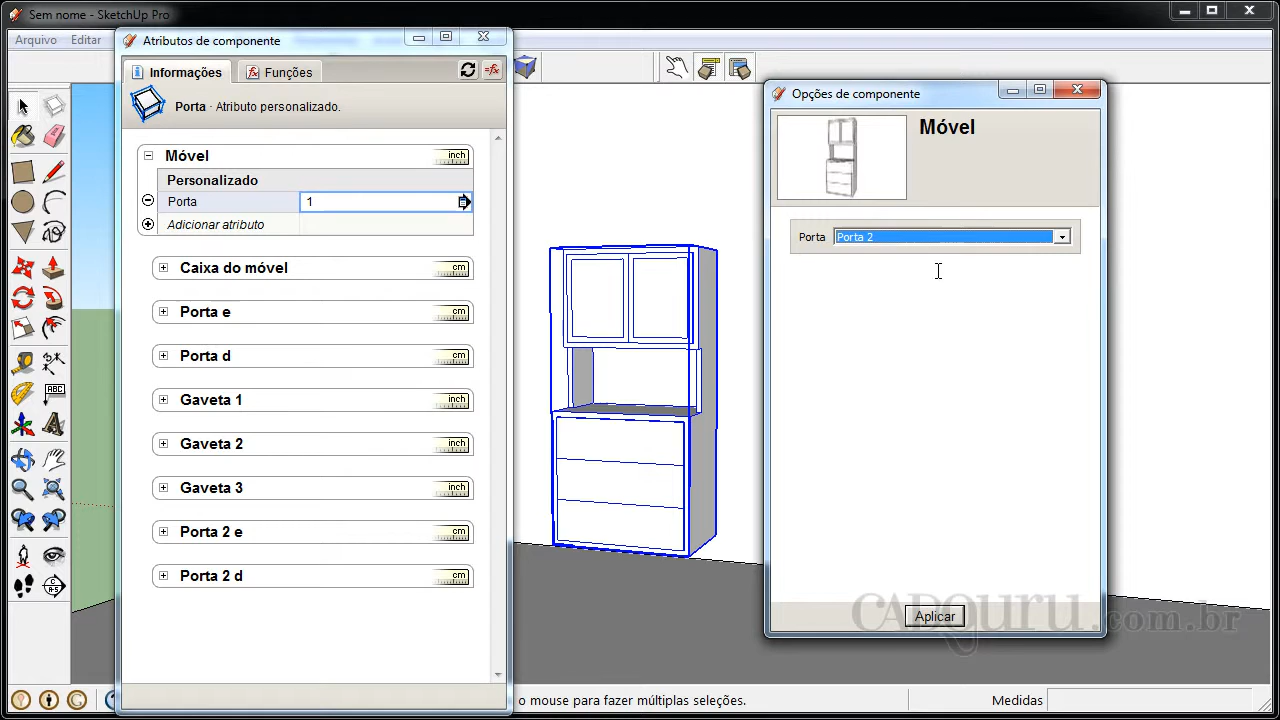 Sem nome - SketchUp Pro
Arquivo Editar
Atributos de componente
Informações
Funções
Porta - Atributo personalizado.
Móvel inch
Personalizado
Porta 1
Adicionar atributo
Caixa do móvel cm
Porta e cm
Porta d cm
Gaveta 1 inch
Gaveta 2 inch
Gaveta 3 inch
Porta 2 e cm
Porta 2 d cm
Opções de componente
Móvel
Porta Porta 2
Aplicar
CADGURU.com.br
ABC
o mouse para fazer múltiplas seleções.
Medidas